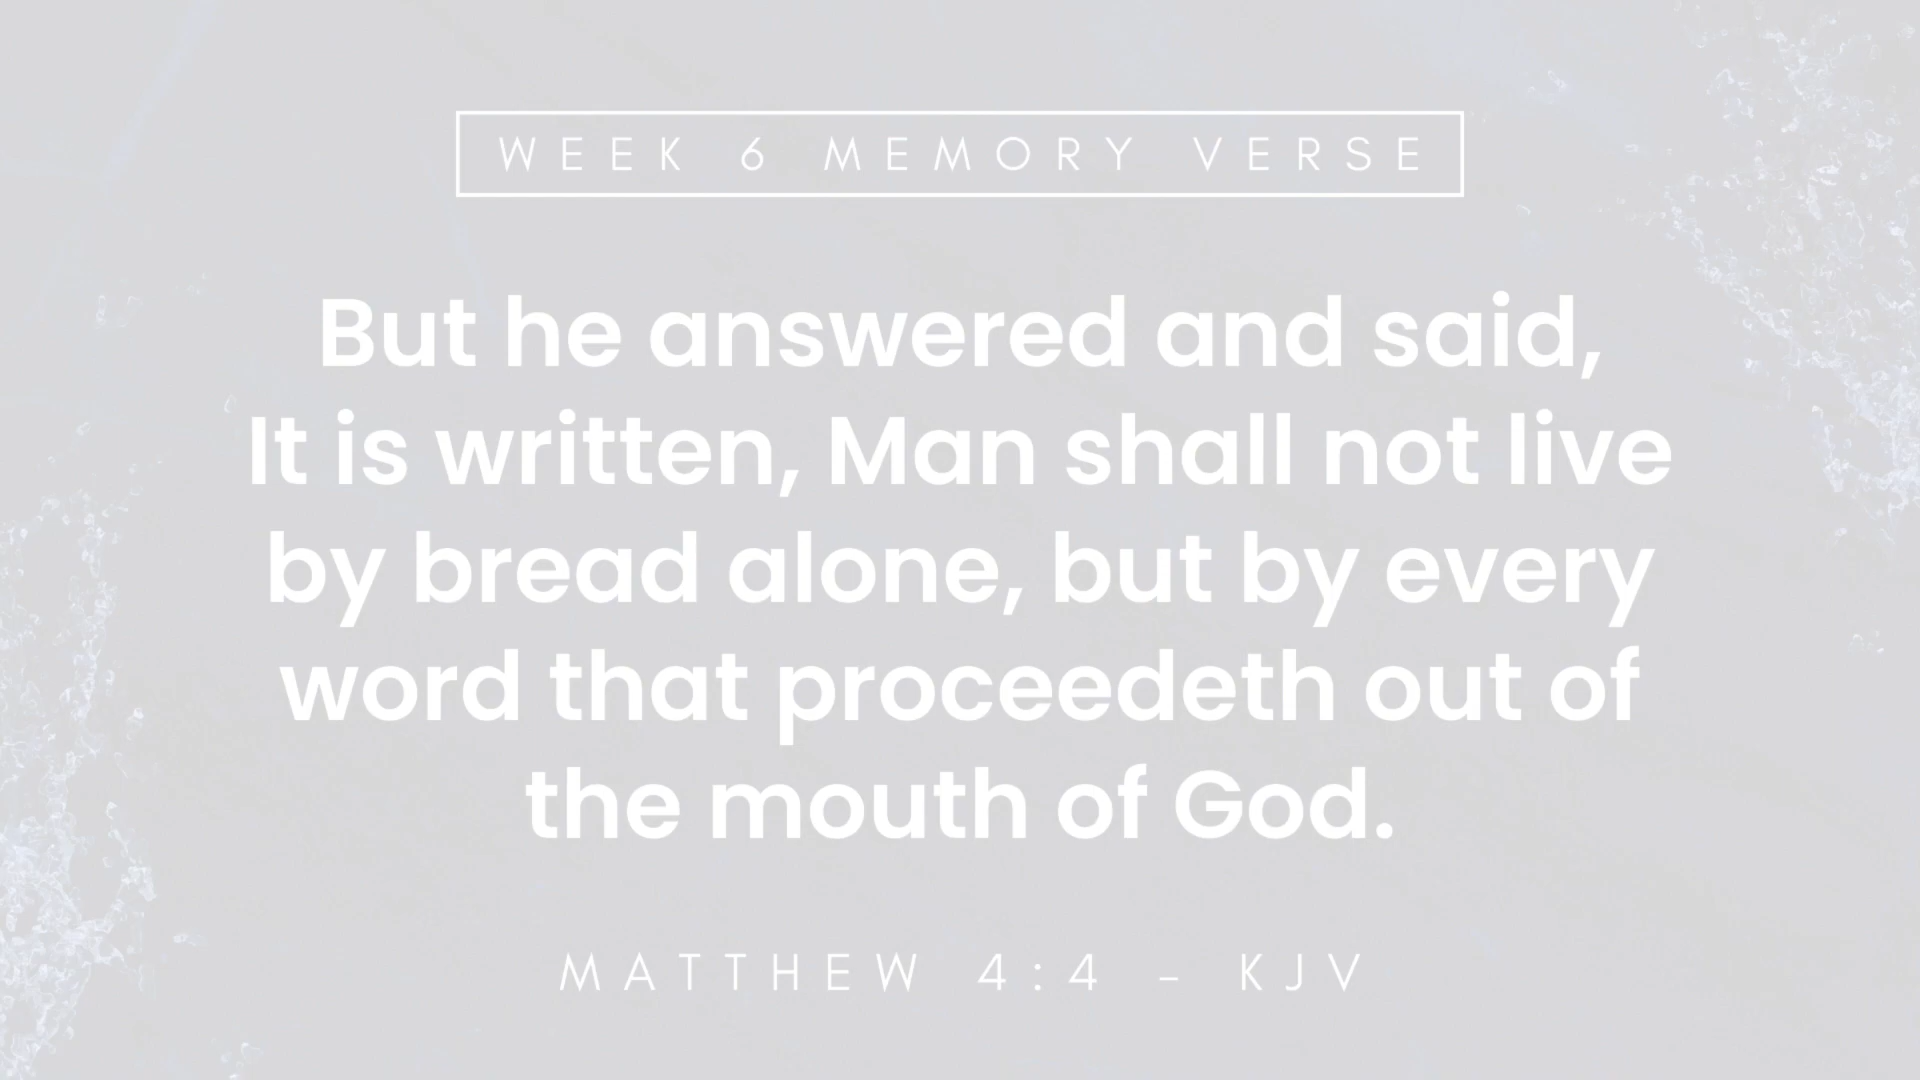 WEEK 6 MEMORY VERSE
But he answered and said,
It is written, Man shall not live
by bread alone, but by every
word that proceedeth out of
the mouth of God.
MATTHEW 4:4 - KJV